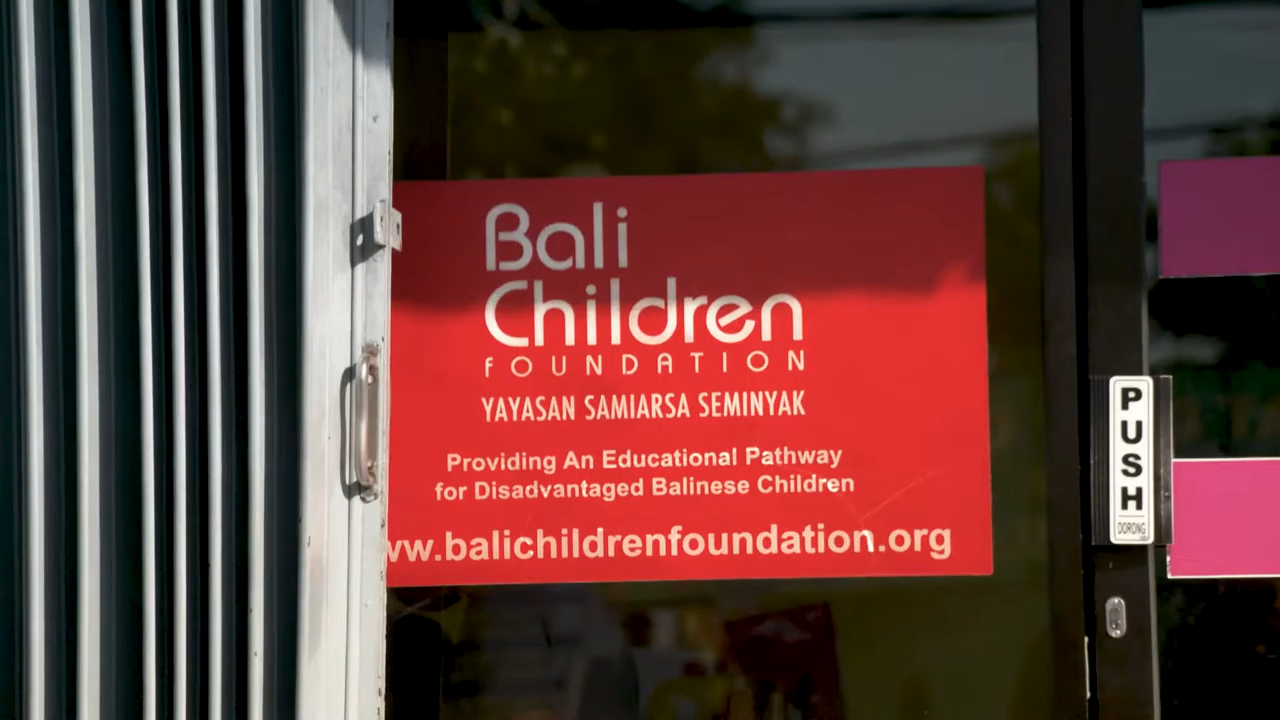 Bali
Children
FOUNDATION
YAYASAN SAMIARSA SEMINYAK
Providing An Educational Pathway
for Disadvantaged Balinese Children
ww.balichildrenfoundation.org
PUSH
DORONG